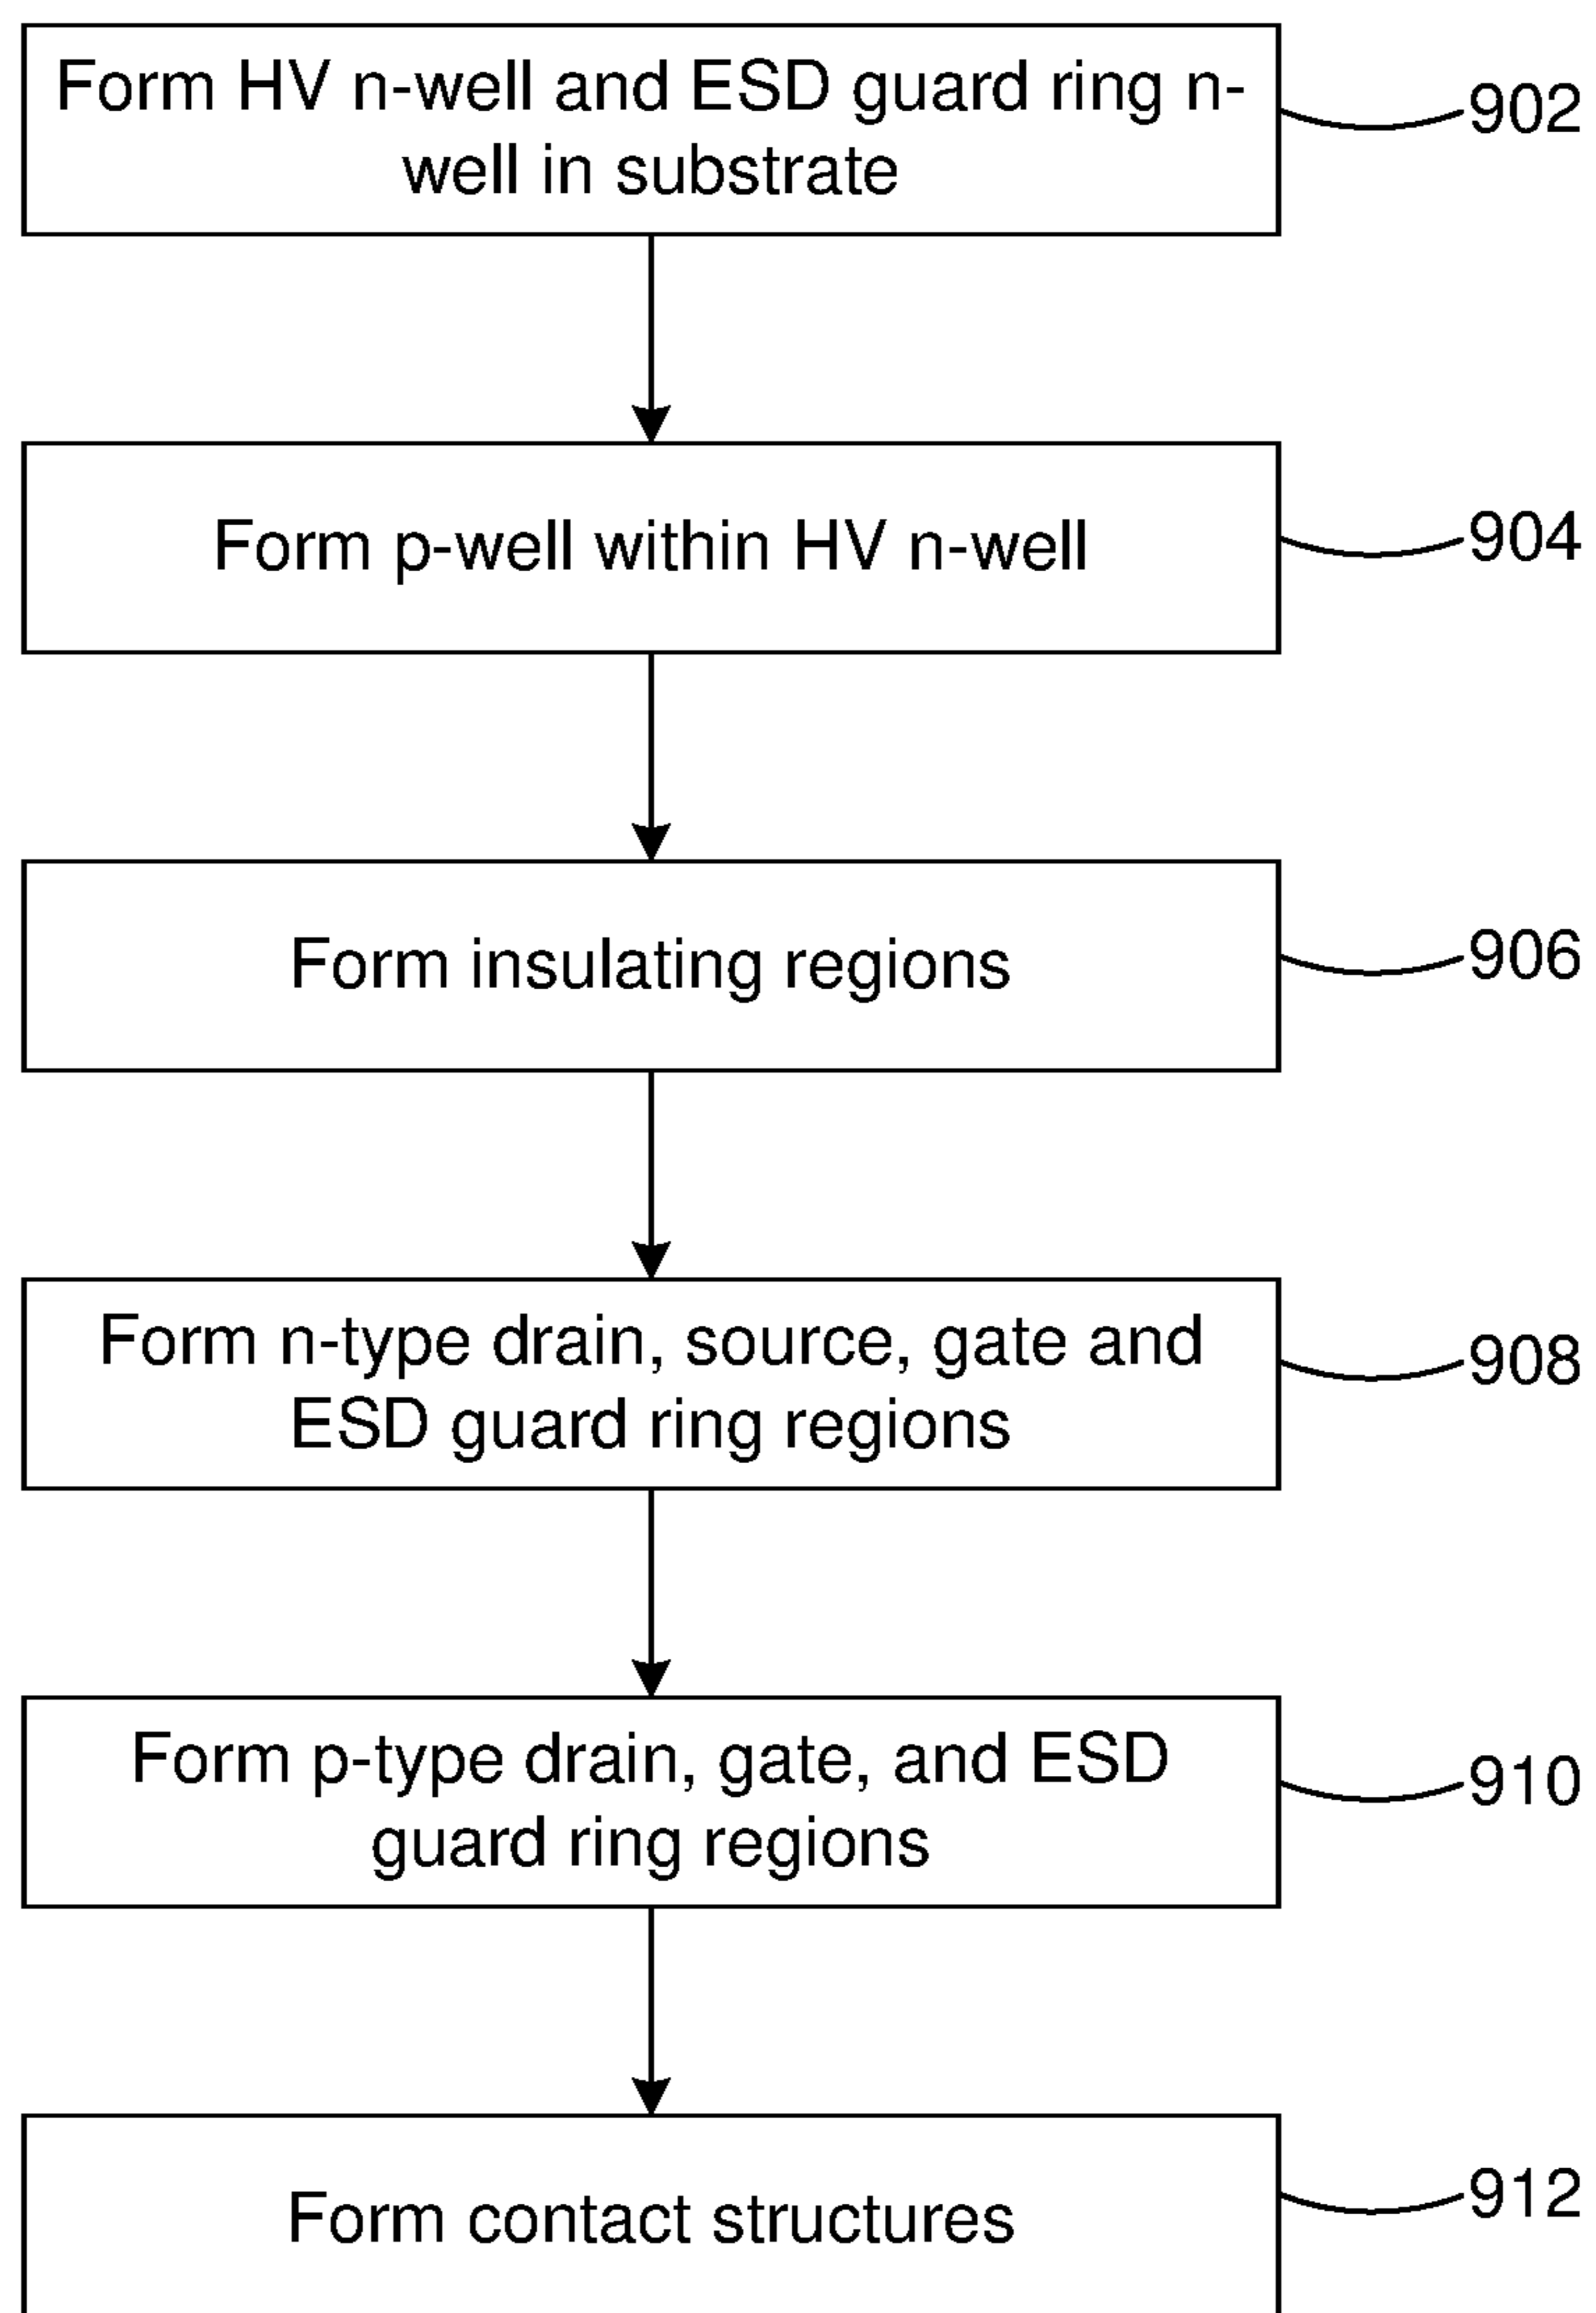 Form HV n-well and ESD guard ring n-
well in substrate
902
Form p-well within HV n-well
904
Form insulating regions
906
Form n-type drain, source, gate and
ESD guard ring regions
908
Form p-type drain, gate, and ESD
guard ring regions
910
Form contact structures
912